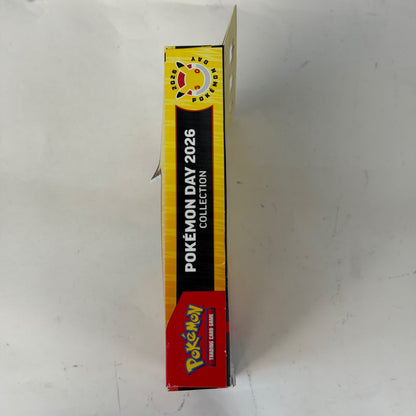 2026 POKÉMON DAY
POKÉMON DAY 2026
COLLECTION
POKÉMON
TRADING CARD GAME